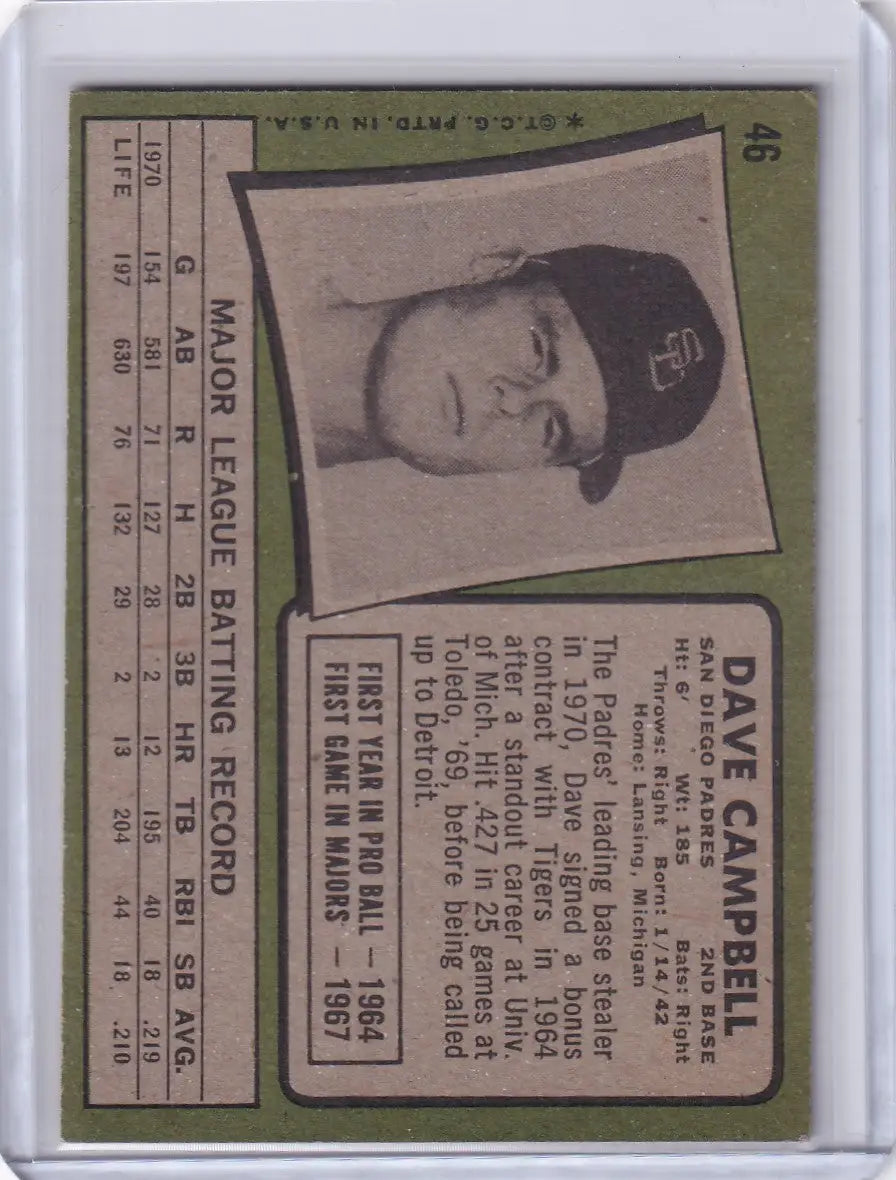 46
*©T.C.G. PRTD. IN U.S.A.
SD
DAVE CAMPBELL
SAN DIEGO PADRES 2ND BASE
Ht: 6' Wt: 185 Bats: Right
Throws: Right Born: 1/14/42
Home: Lansing, Michigan
The Padres' leading base stealer
in 1970, Dave signed a bonus
contract with Tigers in 1964
after a standout career at Univ.
of Mich. Hit .427 in 25 games at
Toledo, '69, before being called
up to Detroit.
FIRST YEAR IN PRO BALL — 1964
FIRST GAME IN MAJORS — 1967
MAJOR LEAGUE BATTING RECORD
G AB R H 2B 3B HR TB RBI SB AVG.
1970 154 581 71 127 28 2 12 195 40 18 .219
LIFE 197 630 76 132 29 2 13 204 44 18 .210